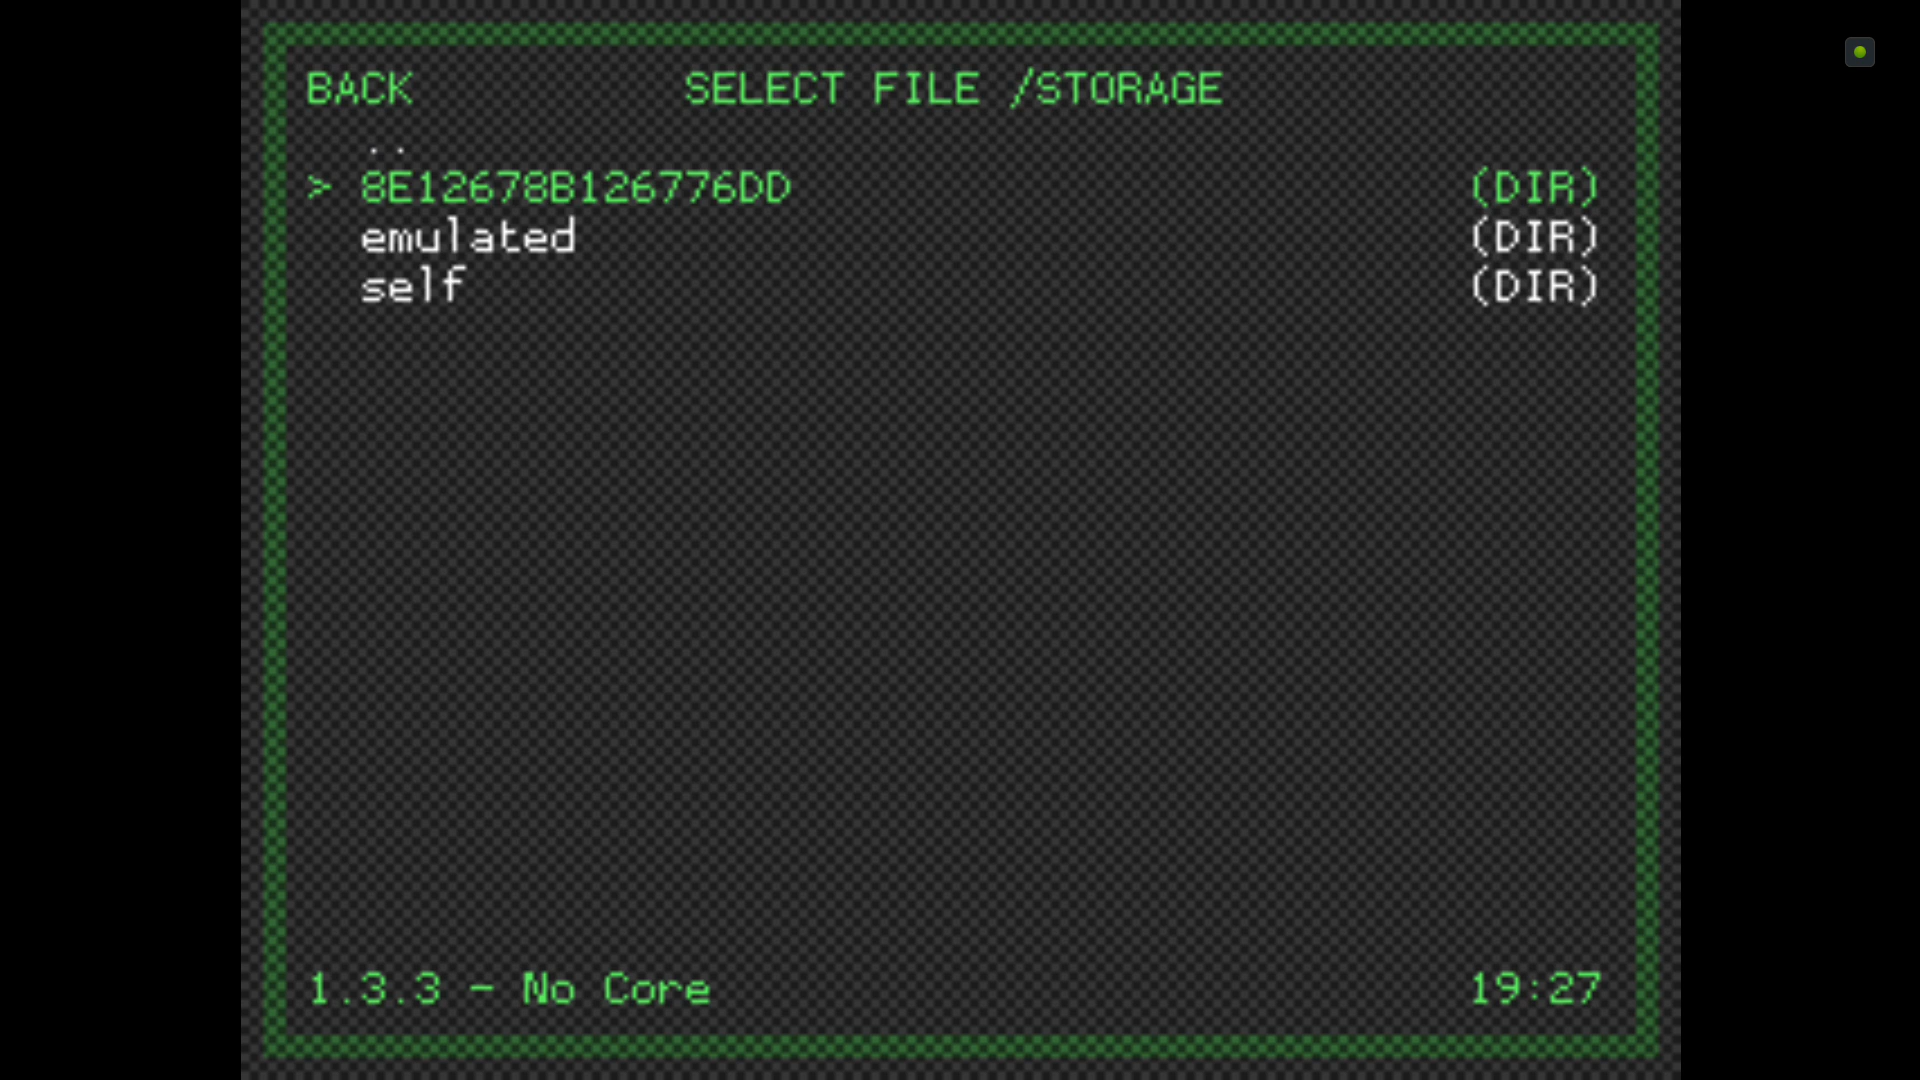 BACK SELECT FILE /STORAGE
..
> 8E12678B126776DD (DIR)
emulated (DIR)
self (DIR)
1.3.3 - No Core 19:27